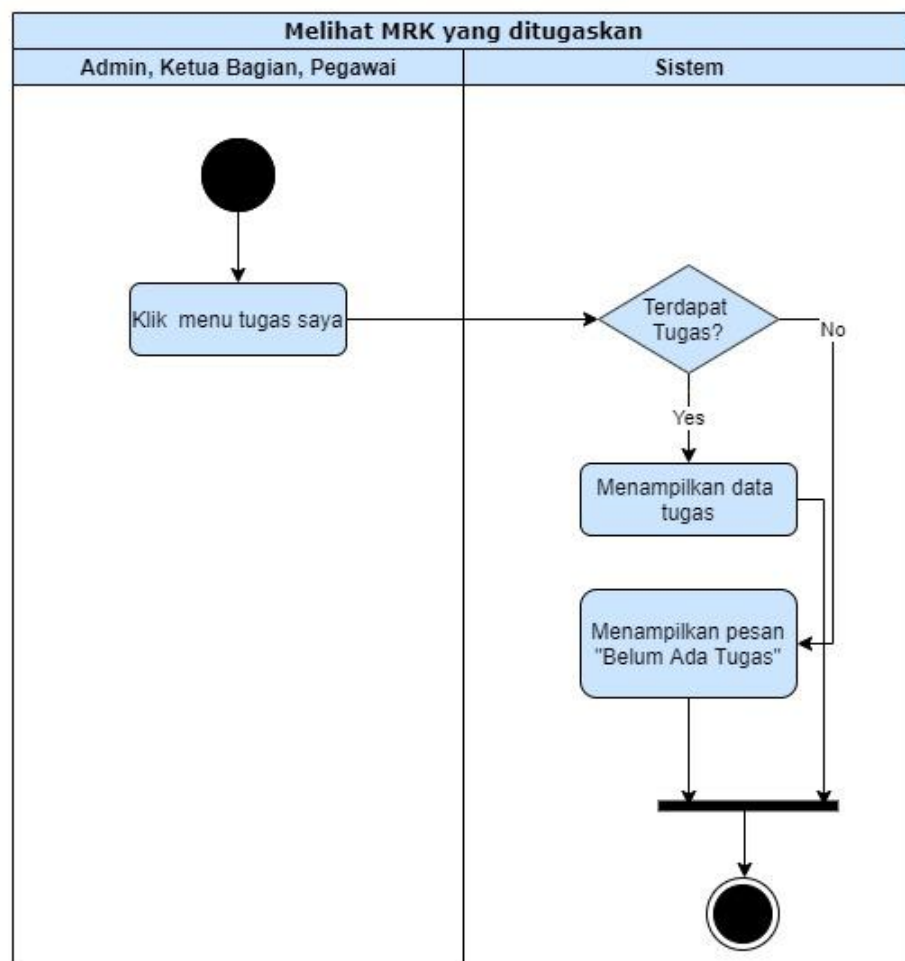 Melihat MRK yang ditugaskan
Admin, Ketua Bagian, Pegawai
Sistem
Klik menu tugas saya
Terdapat
Tugas?
No
Yes
Menampilkan data
tugas
Menampilkan pesan
"Belum Ada Tugas"